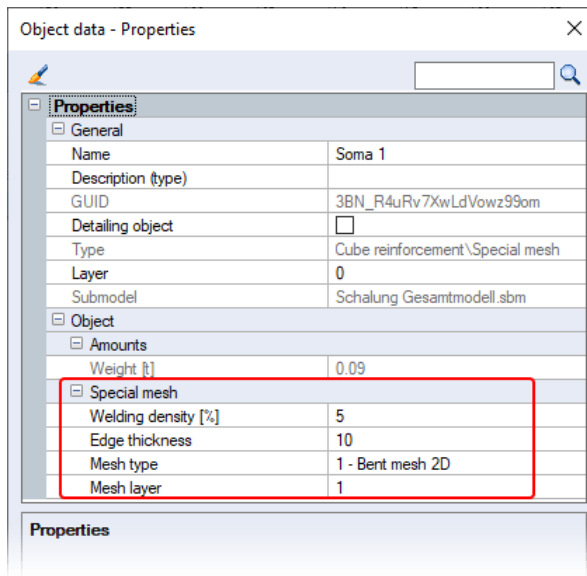 Object data - Properties
Properties
General
Name Soma 1
Description (type)
GUID 3BN_R4uRv7XwLdVowz99om
Detailing object
Type Cube reinforcement\Special mesh
Layer 0
Submodel Schalung Gesamtmodell.sbm
Object
Amounts
Weight [t] 0.09
Special mesh
Welding density [%] 5
Edge thickness 10
Mesh type 1 - Bent mesh 2D
Mesh layer 1
Properties